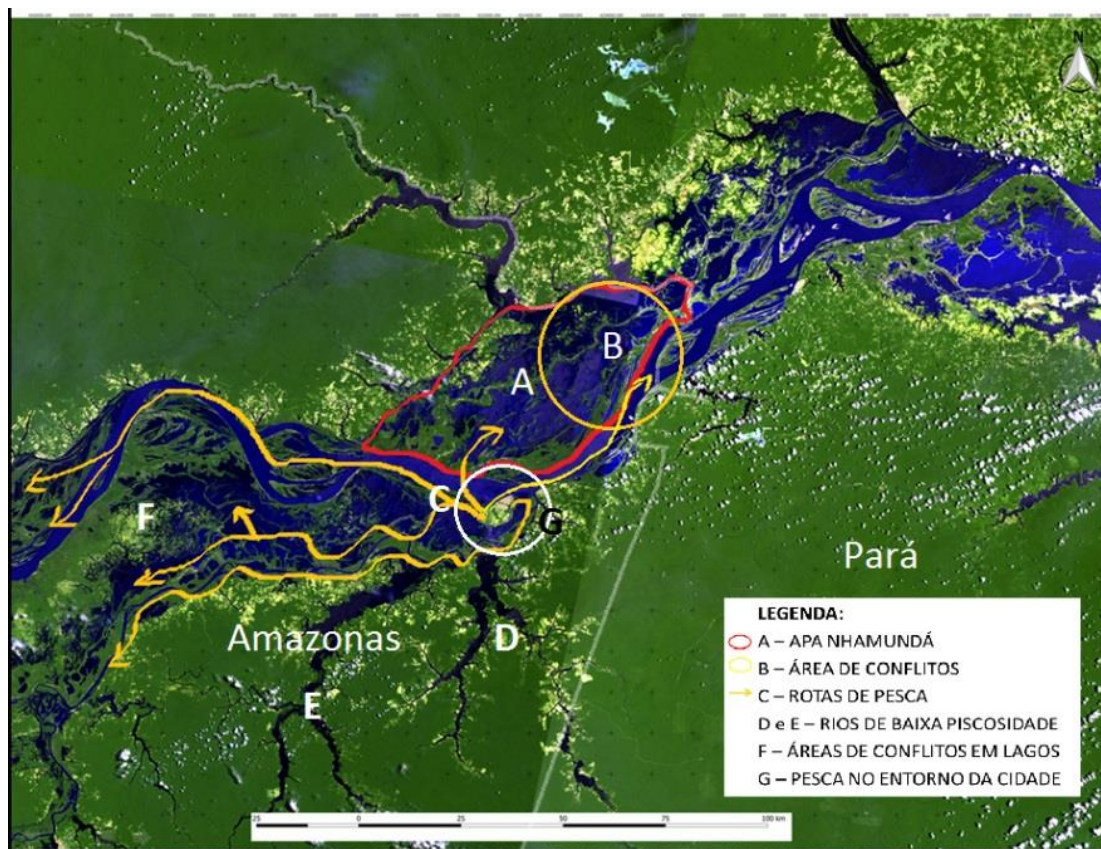 N
A
B
C
F
G
Pará
Amazonas
D
E
LEGENDA:
A – APA NHAMUNDÁ
B – ÁREA DE CONFLITOS
C – ROTAS DE PESCA
D e E – RIOS DE BAIXA PISCOSIDADE
F – ÁREAS DE CONFLITOS EM LAGOS
G – PESCA NO ENTORNO DA CIDADE
25 0 25 50 75 100 km